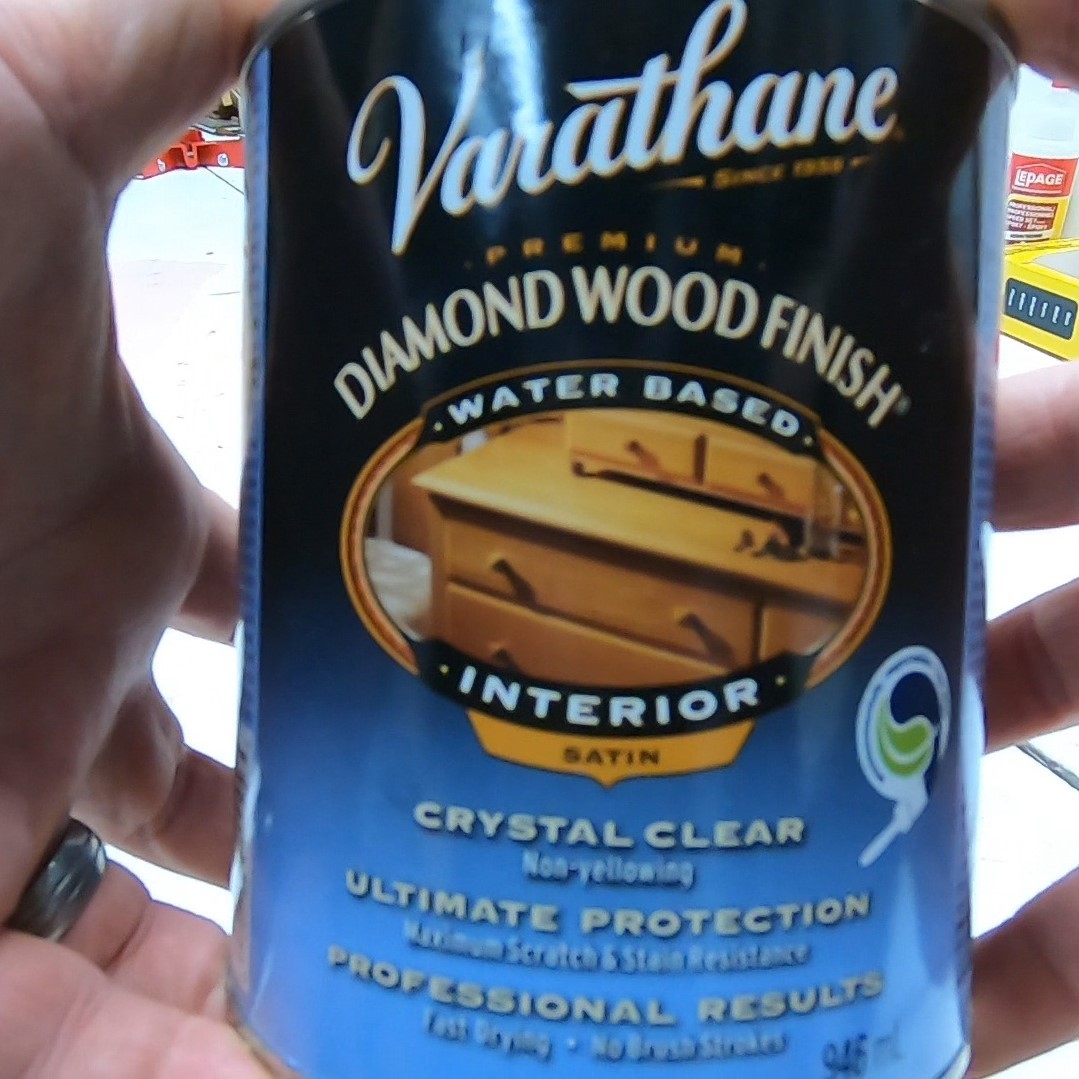 Varathane
SINCE 1958
PREMIUM
DIAMOND WOOD FINISH
WATER BASED
INTERIOR
SATIN
CRYSTAL CLEAR
Non-yellowing
ULTIMATE PROTECTION
Maximum Scratch & Stain Resistance
PROFESSIONAL RESULTS
Fast Drying • No Brush Strokes
946 mL
LEPAGE